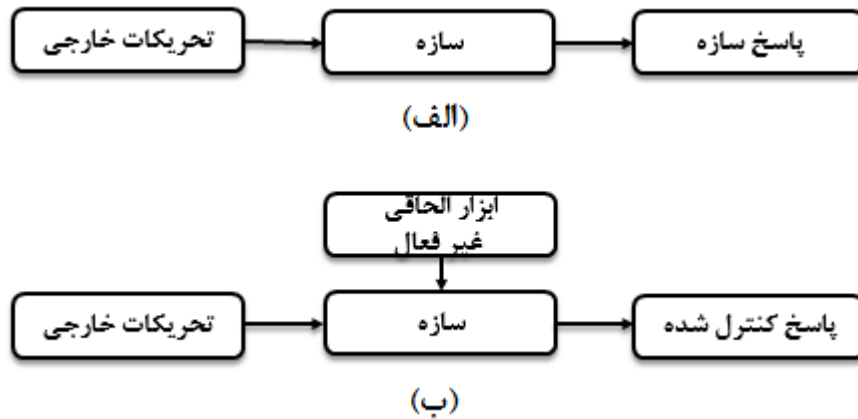 تحریکات خارجی
سازه
پاسخ سازه
(الف)
ابزار الحاقی
غیر فعال
تحریکات خارجی
سازه
پاسخ کنترل شده
(ب)